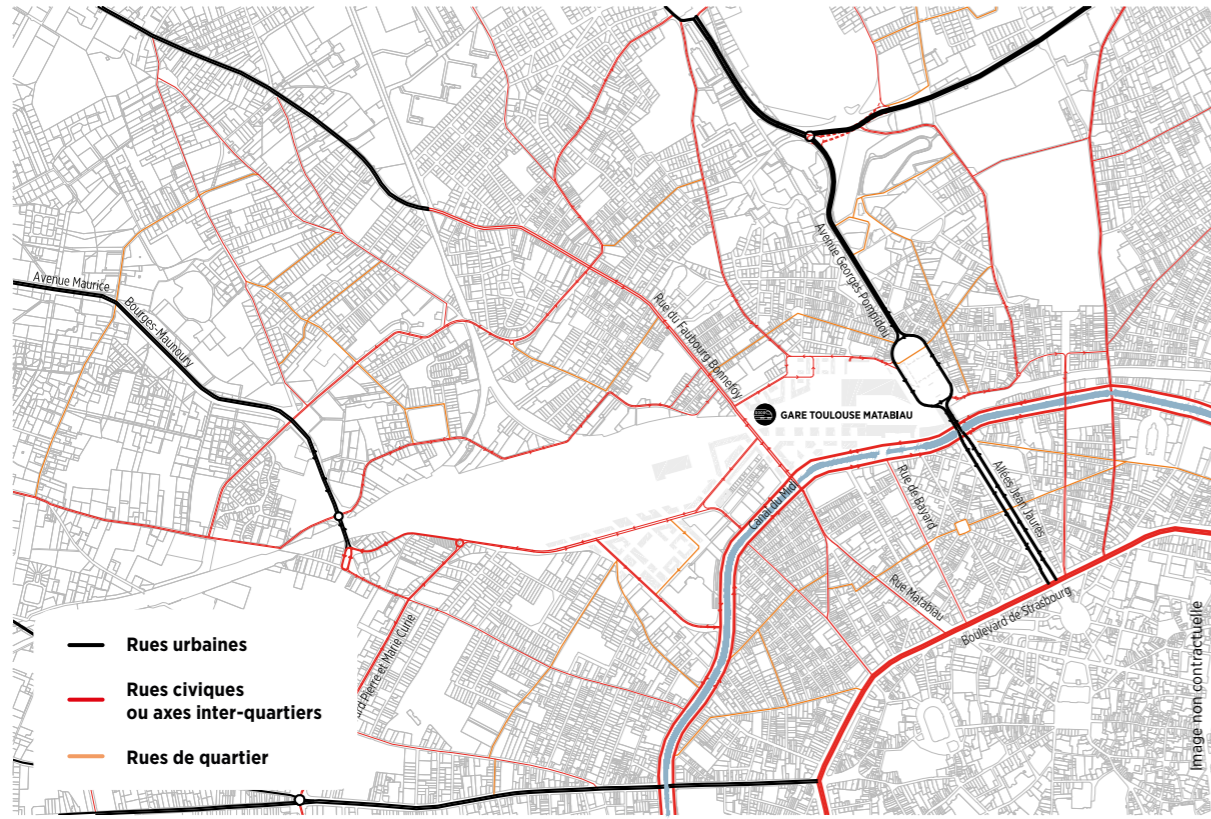 Avenue Maurice
Bourges-Maunoury
Rue du Faubourg Bonnefoy
Avenue Georges Pompidou
GARE TOULOUSE MATABIAU
Canal du Midi
Rue de Bayard
Allées Jean Jaurès
Rue Matabiau
Boulevard de Strasbourg
ard Pierre et Marie Curie
Rues urbaines
Rues civiques
ou axes inter-quartiers
Rues de quartier
Image non contractuelle